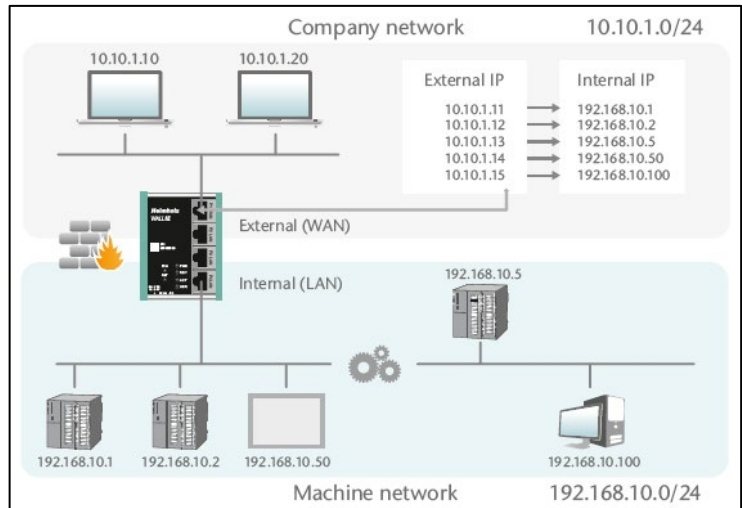 Company network 10.10.1.0/24
10.10.1.10 10.10.1.20
External IP Internal IP
10.10.1.11 192.168.10.1
10.10.1.12 192.168.10.2
10.10.1.13 192.168.10.5
10.10.1.14 192.168.10.50
10.10.1.15 192.168.10.100
Helmholz
WALL IE
External (WAN)
Internal (LAN)
192.168.10.5
192.168.10.1 192.168.10.2 192.168.10.50 192.168.10.100
Machine network 192.168.10.0/24